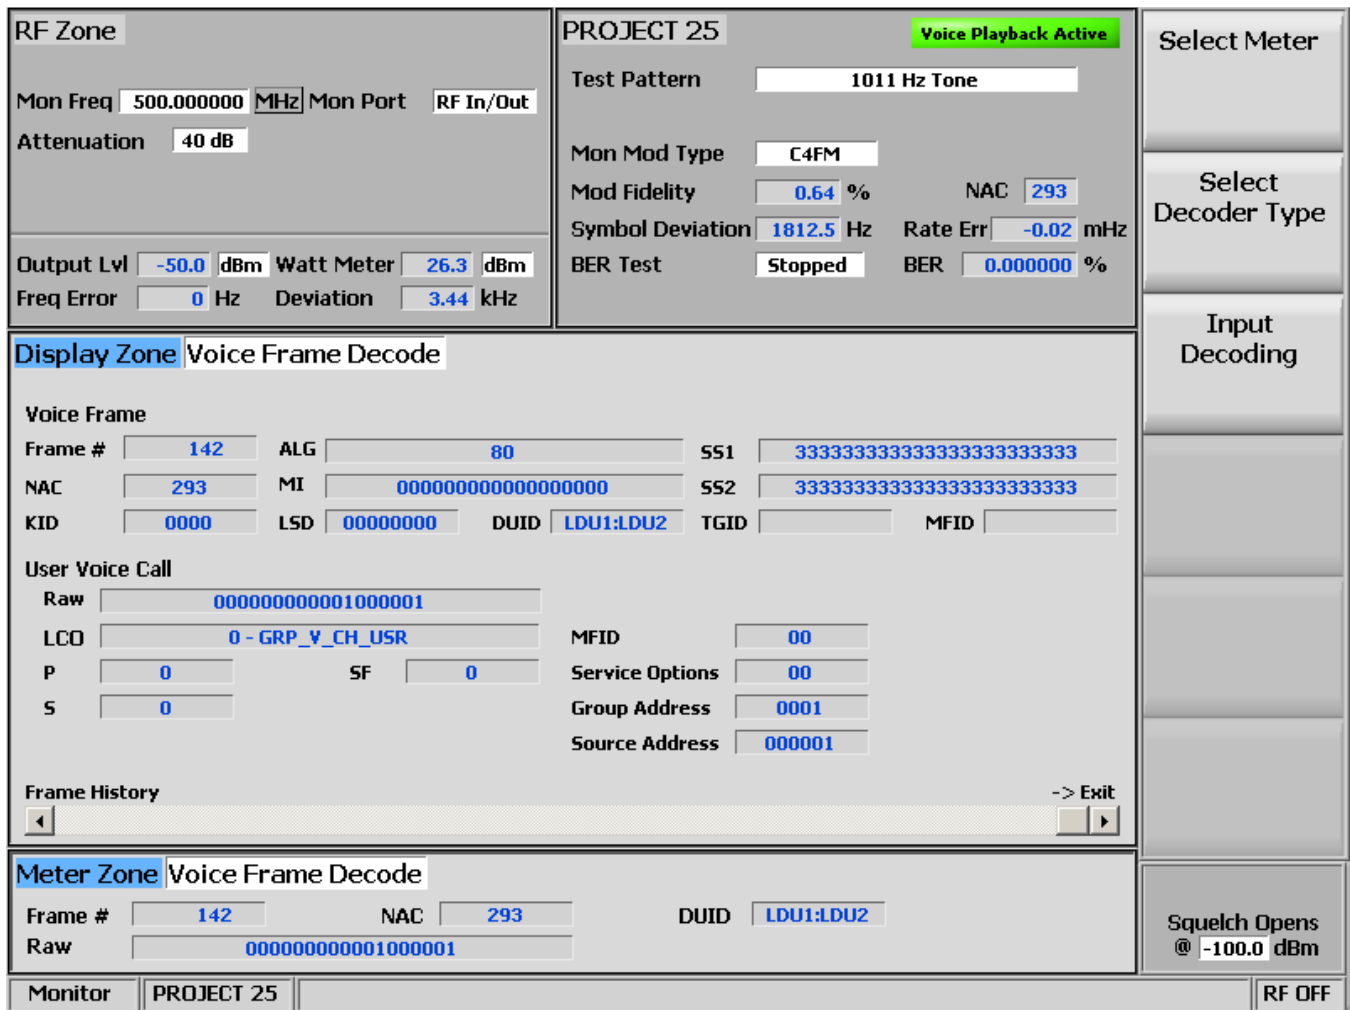 RF Zone
Mon Freq 500.000000 MHz Mon Port RF In/Out
Attenuation 40 dB
Output Lvl -50.0 dBm Watt Meter 26.3 dBm
Freq Error 0 Hz Deviation 3.44 kHz
PROJECT 25 Voice Playback Active
Test Pattern 1011 Hz Tone
Mon Mod Type C4FM
Mod Fidelity 0.64 % NAC 293
Symbol Deviation 1812.5 Hz Rate Err -0.02 mHz
BER Test Stopped BER 0.000000 %
Select Meter
Select
Decoder Type
Input
Decoding
Display Zone Voice Frame Decode
Voice Frame
Frame # 142 ALG 80 SS1 333333333333333333333333
NAC 293 MI 000000000000000000 SS2 333333333333333333333333
KID 0000 LSD 00000000 DUID LDU1:LDU2 TGID MFID
User Voice Call
Raw 000000000001000001
LCO 0 - GRP_V_CH_USR MFID 00
P 0 SF 0 Service Options 00
S 0 Group Address 0001
Source Address 000001
Frame History -> Exit
Meter Zone Voice Frame Decode
Frame # 142 NAC 293 DUID LDU1:LDU2
Raw 000000000001000001
Squelch Opens
@ -100.0 dBm
Monitor PROJECT 25 RF OFF